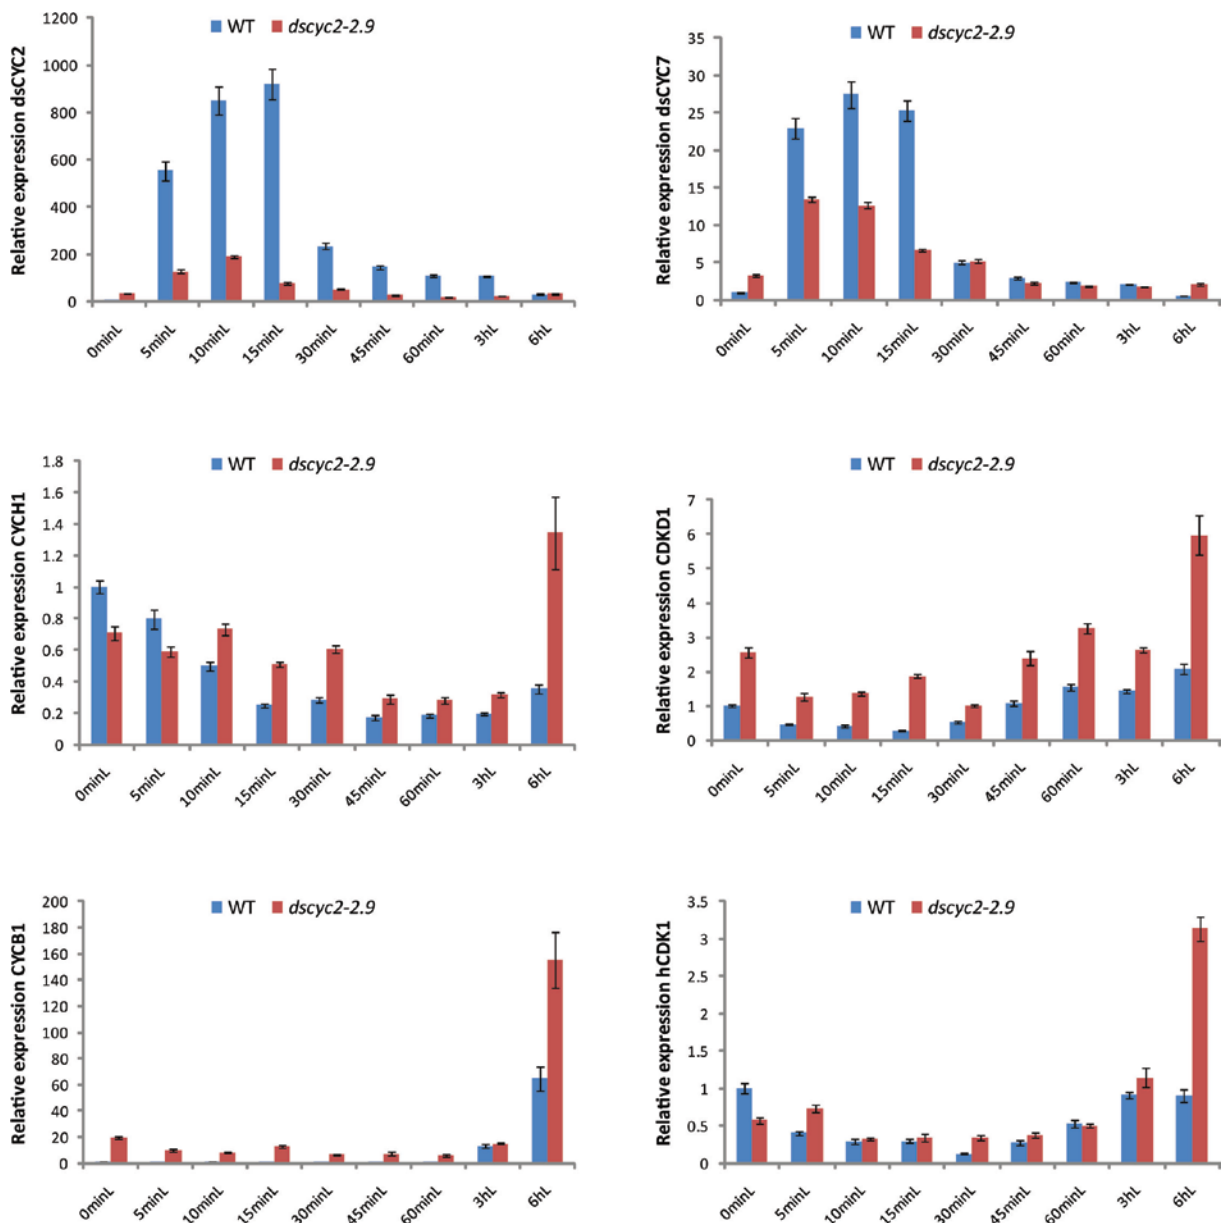 WT dscyc2-2.9
Relative expression dsCYC2
1200
1000
800
600
400
200
0
0minL 5minL 10minL 15minL 30minL 45minL 60minL 3hL 6hL
WT dscyc2-2.9
Relative expression dsCYC7
35
30
25
20
15
10
5
0
0minL 5minL 10minL 15minL 30minL 45minL 60minL 3hL 6hL
WT dscyc2-2.9
Relative expression CYCH1
1.8
1.6
1.4
1.2
1
0.8
0.6
0.4
0.2
0
0minL 5minL 10minL 15minL 30minL 45minL 60minL 3hL 6hL
WT dscyc2-2.9
Relative expression CDKD1
7
6
5
4
3
2
1
0
0minL 5minL 10minL 15minL 30minL 45minL 60minL 3hL 6hL
WT dscyc2-2.9
Relative expression CYCB1
200
180
160
140
120
100
80
60
40
20
0
0minL 5minL 10minL 15minL 30minL 45minL 60minL 3hL 6hL
WT dscyc2-2.9
Relative expression hCDK1
3.5
3
2.5
2
1.5
1
0.5
0
0minL 5minL 10minL 15minL 30minL 45minL 60minL 3hL 6hL